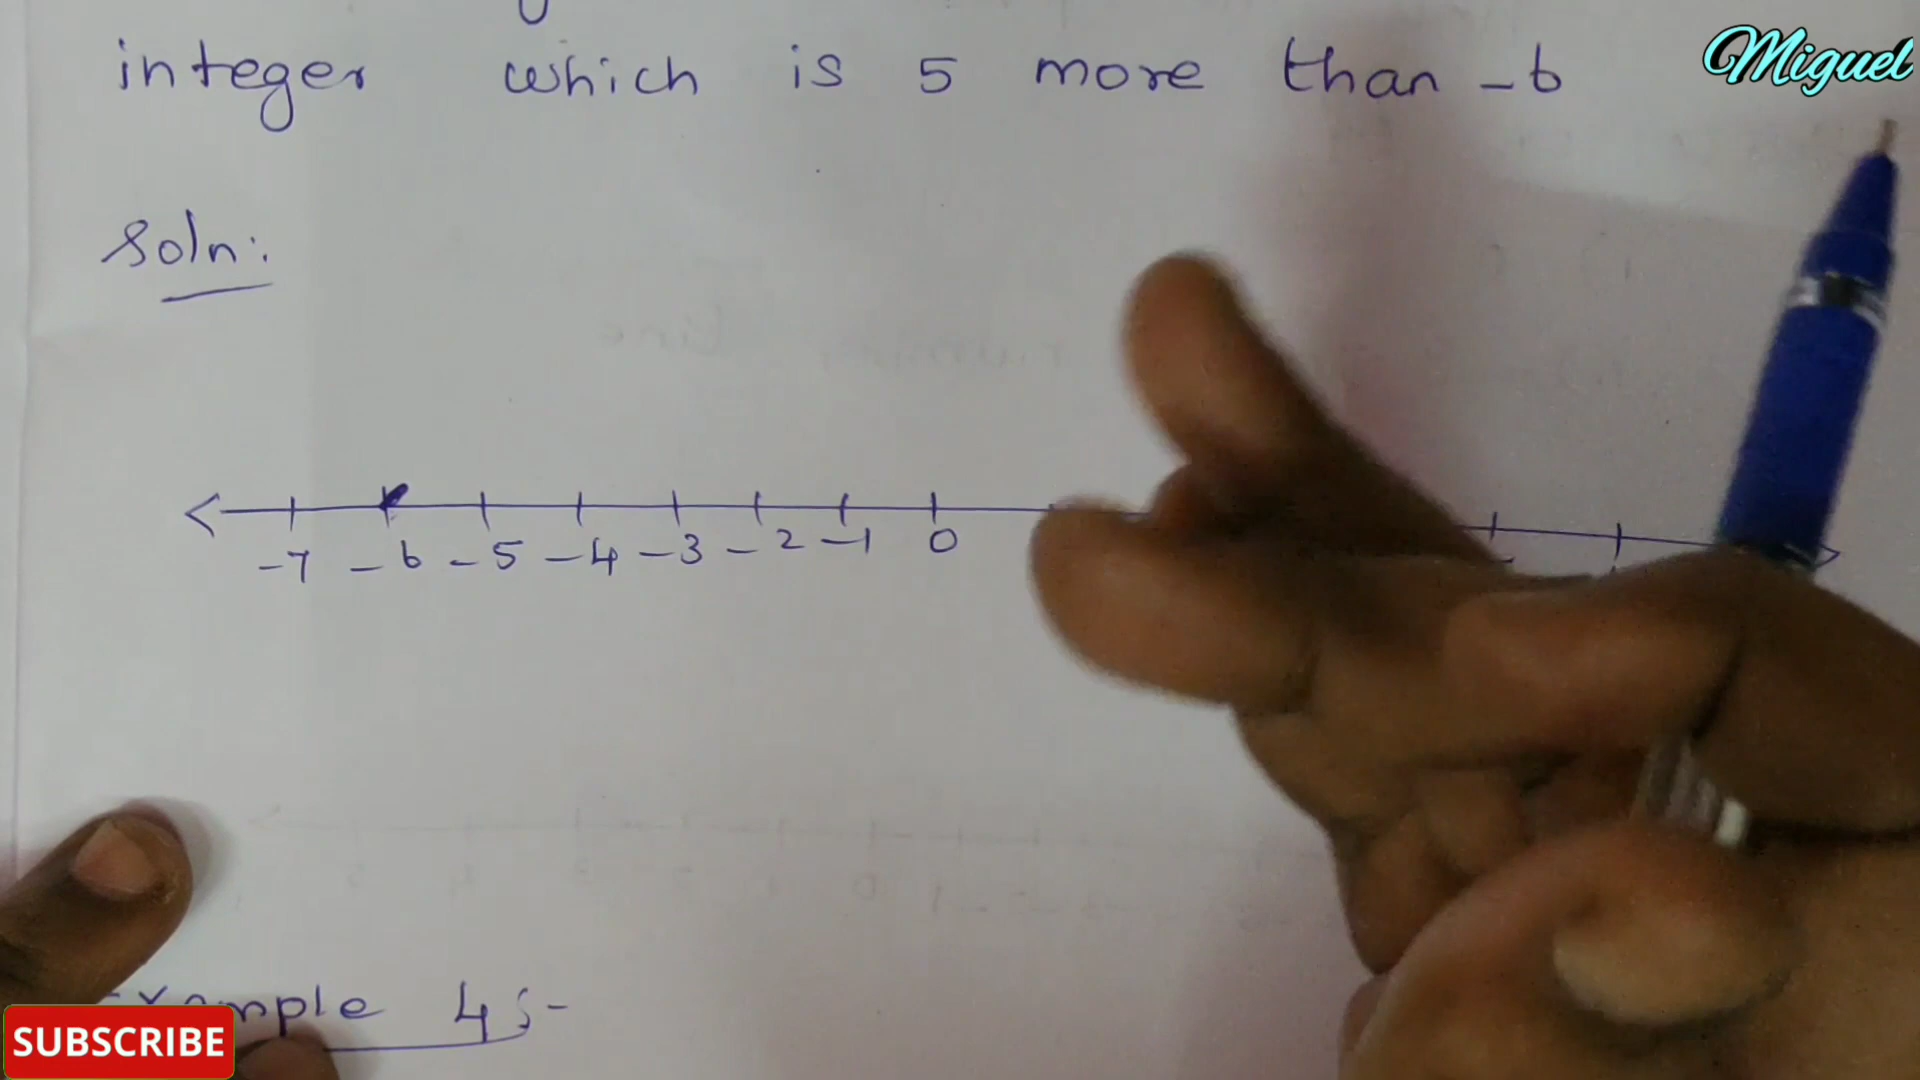 integer which is 5 more than -6
Miguel
Soln:
-7 -6 -5 -4 -3 -2 -1 0
Example 4:-
SUBSCRIBE